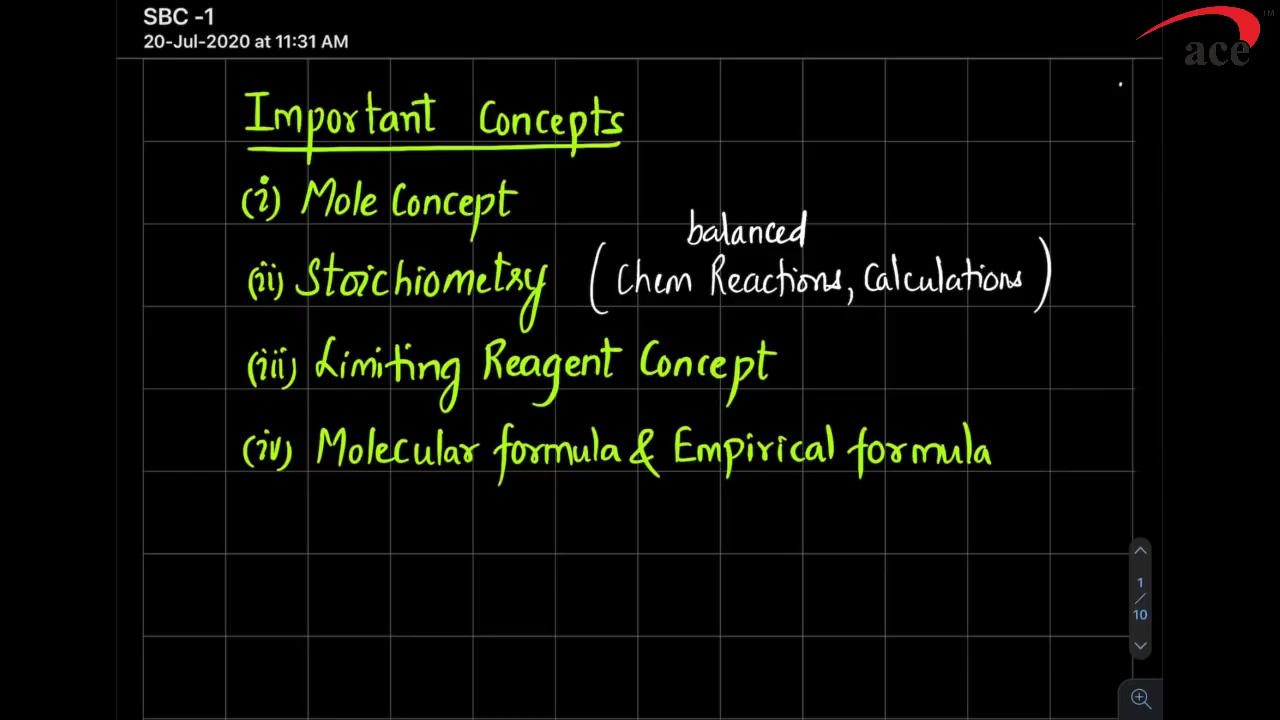 SBC -1
20-Jul-2020 at 11:31 AM
ace TM
Important Concepts
(i) Mole Concept
(ii) Stoichiometry (balanced Chem Reactions, Calculations)
(iii) Limiting Reagent Concept
(iv) Molecular formula & Empirical formula
1
/
10